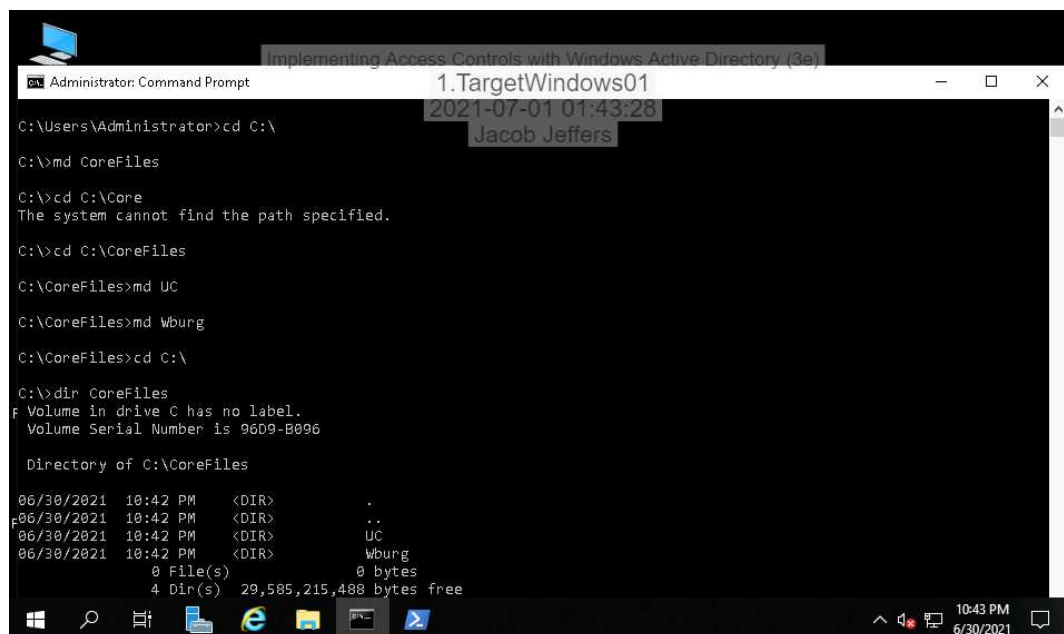 Implementing Access Controls with Windows Active Directory (3e)
Administrator: Command Prompt
1.TargetWindows01
2021-07-01 01:43:28
Jacob Jeffers
C:\Users\Administrator>cd C:\
C:\>md CoreFiles
C:\>cd C:\Core
The system cannot find the path specified.
C:\>cd C:\CoreFiles
C:\CoreFiles>md UC
C:\CoreFiles>md Wburg
C:\CoreFiles>cd C:\
C:\>dir CoreFiles
F Volume in drive C has no label.
Volume Serial Number is 96D9-B096
Directory of C:\CoreFiles
06/30/2021 10:42 PM <DIR> .
F 06/30/2021 10:42 PM <DIR> ..
06/30/2021 10:42 PM <DIR> UC
06/30/2021 10:42 PM <DIR> Wburg
0 File(s) 0 bytes
4 Dir(s) 29,585,215,488 bytes free
10:43 PM
6/30/2021